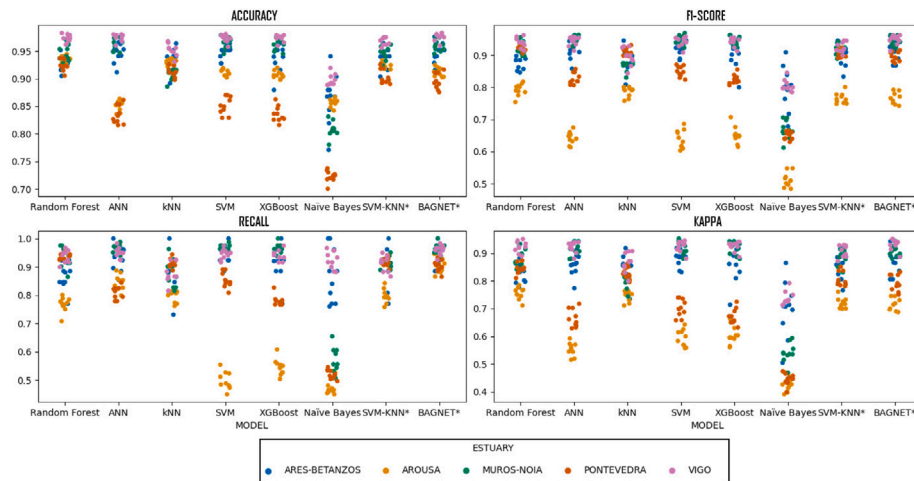 ACCURACY
0.95
0.90
0.85
0.80
0.75
0.70
Random Forest ANN kNN SVM XGBoost Naïve Bayes SVM-KNN* BAGNET*
F1-SCORE
0.9
0.8
0.7
0.6
0.5
Random Forest ANN kNN SVM XGBoost Naïve Bayes SVM-KNN* BAGNET*
RECALL
1.0
0.9
0.8
0.7
0.6
0.5
Random Forest ANN kNN SVM XGBoost Naïve Bayes SVM-KNN* BAGNET*
MODEL
KAPPA
0.9
0.8
0.7
0.6
0.5
0.4
Random Forest ANN kNN SVM XGBoost Naïve Bayes SVM-KNN* BAGNET*
MODEL
ESTUARY
ARES-BETANZOS AROUSA MUROS-NOIA PONTEVEDRA VIGO